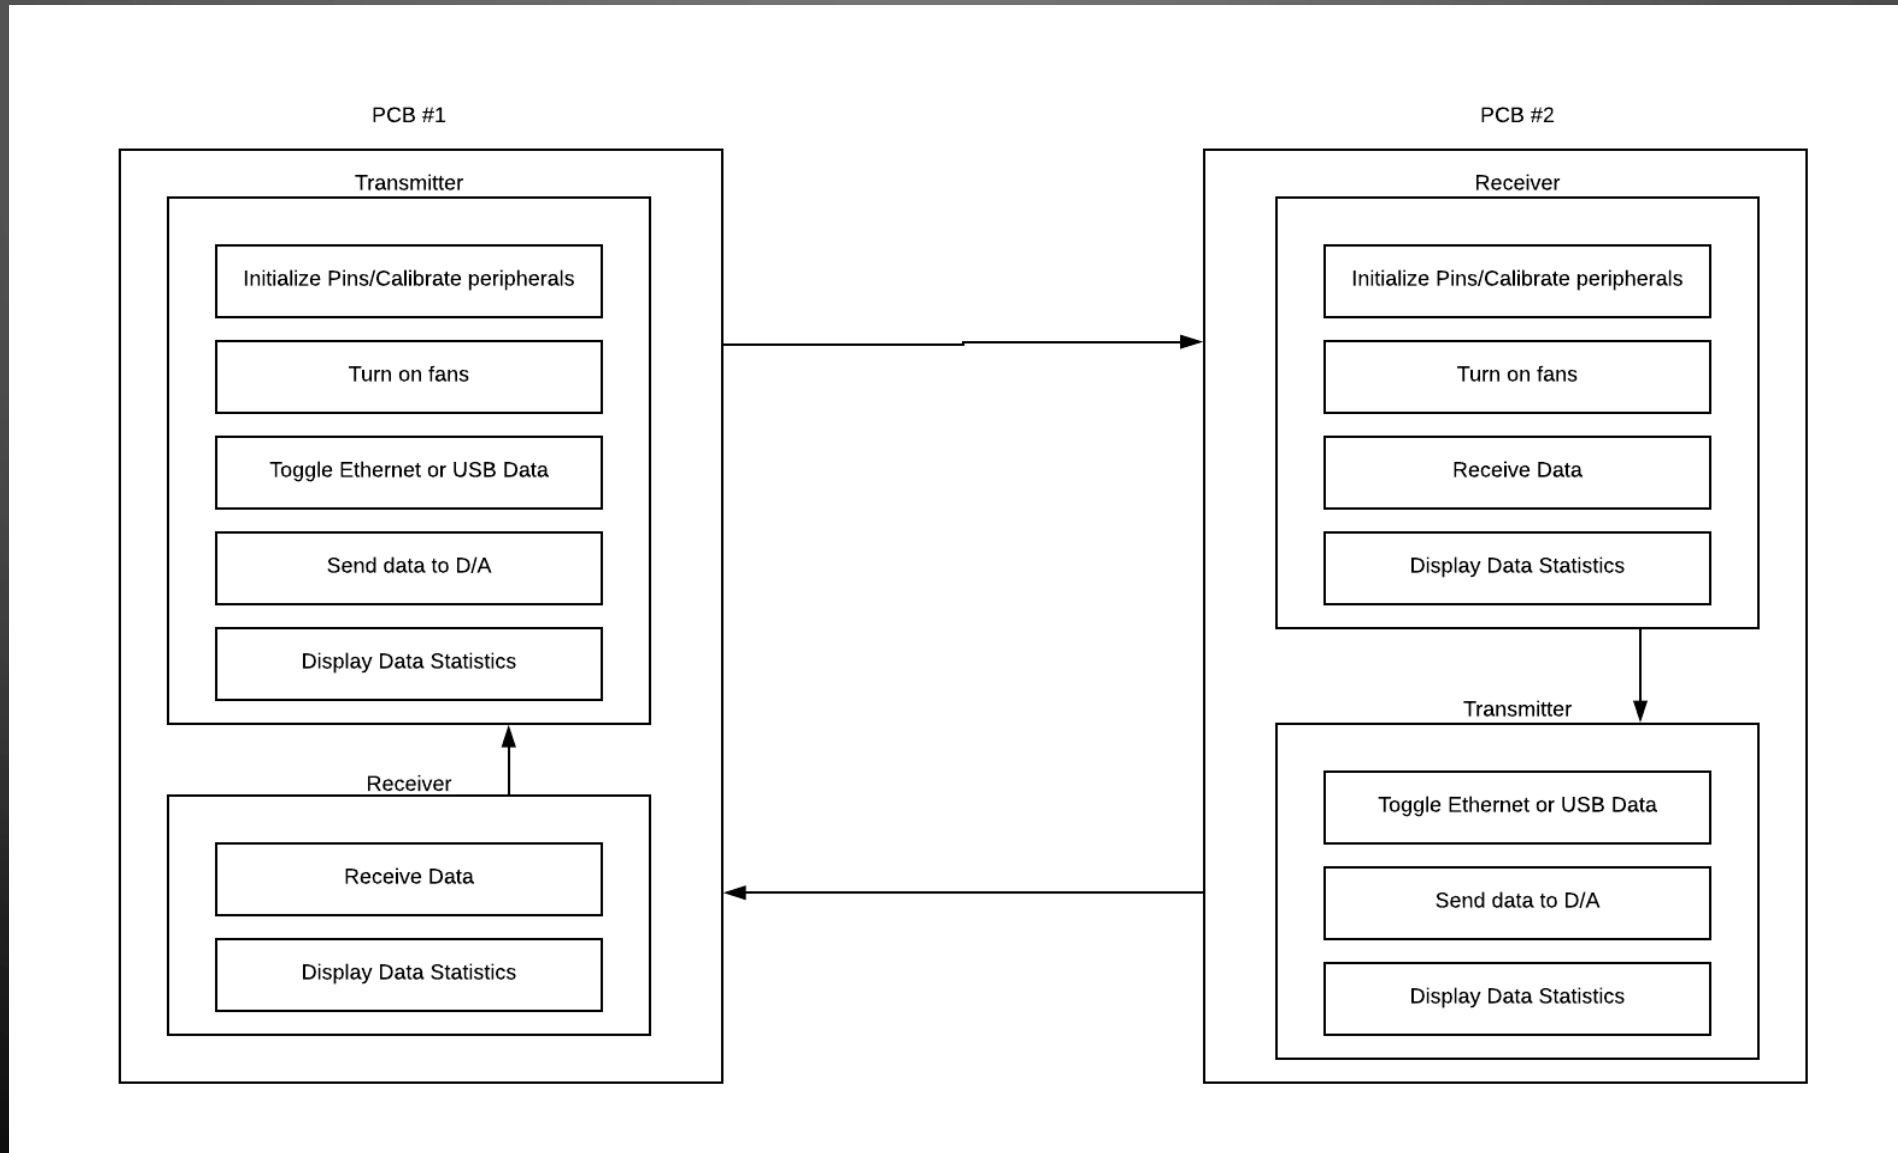 PCB #1
Transmitter
Initialize Pins/Calibrate peripherals
Turn on fans
Toggle Ethernet or USB Data
Send data to D/A
Display Data Statistics
Receiver
Receive Data
Display Data Statistics
PCB #2
Receiver
Initialize Pins/Calibrate peripherals
Turn on fans
Receive Data
Display Data Statistics
Transmitter
Toggle Ethernet or USB Data
Send data to D/A
Display Data Statistics